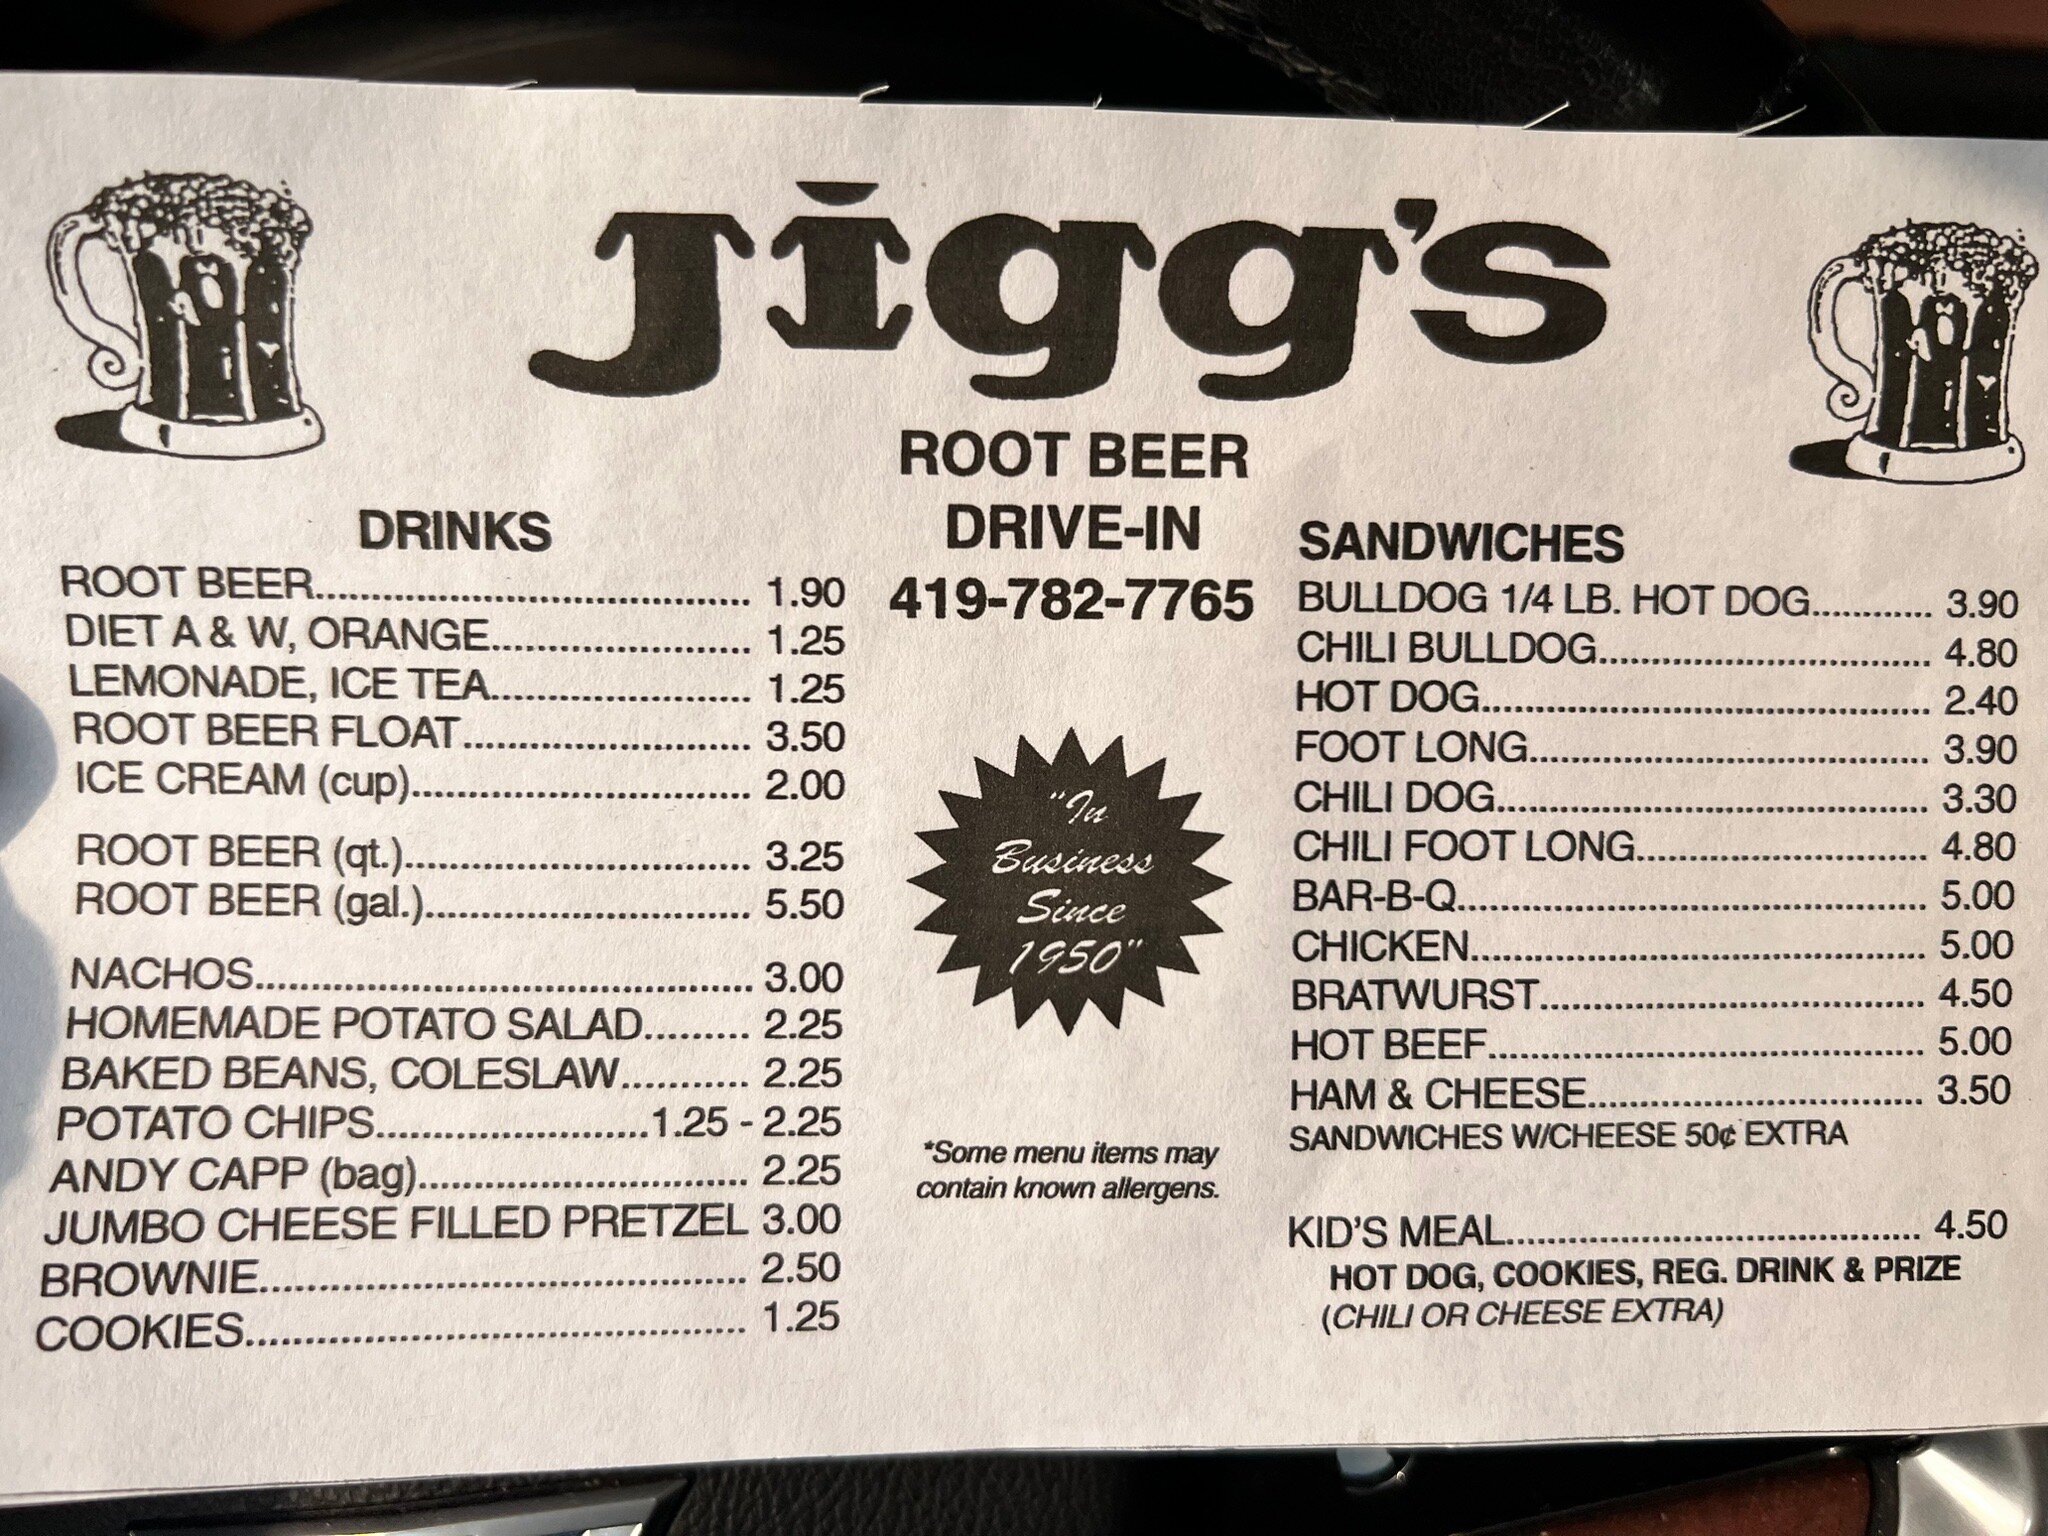 Jigg's
ROOT BEER
DRIVE-IN
419-782-7765
DRINKS
ROOT BEER....................................... 1.90
DIET A & W, ORANGE....................... 1.25
LEMONADE, ICE TEA....................... 1.25
ROOT BEER FLOAT.......................... 3.50
ICE CREAM (cup)............................... 2.00
ROOT BEER (qt.)............................... 3.25
ROOT BEER (gal.)............................. 5.50
NACHOS............................................. 3.00
HOMEMADE POTATO SALAD......... 2.25
BAKED BEANS, COLESLAW........... 2.25
POTATO CHIPS........................1.25 - 2.25
ANDY CAPP (bag).............................. 2.25
JUMBO CHEESE FILLED PRETZEL 3.00
BROWNIE........................................... 2.50
COOKIES............................................ 1.25
"In
Business
Since
1950"
*Some menu items may
contain known allergens.
SANDWICHES
BULLDOG 1/4 LB. HOT DOG............ 3.90
CHILI BULLDOG................................. 4.80
HOT DOG............................................ 2.40
FOOT LONG....................................... 3.90
CHILI DOG.......................................... 3.30
CHILI FOOT LONG............................. 4.80
BAR-B-Q............................................. 5.00
CHICKEN............................................ 5.00
BRATWURST..................................... 4.50
HOT BEEF.......................................... 5.00
HAM & CHEESE................................. 3.50
SANDWICHES W/CHEESE 50¢ EXTRA
KID'S MEAL........................................ 4.50
HOT DOG, COOKIES, REG. DRINK & PRIZE
(CHILI OR CHEESE EXTRA)